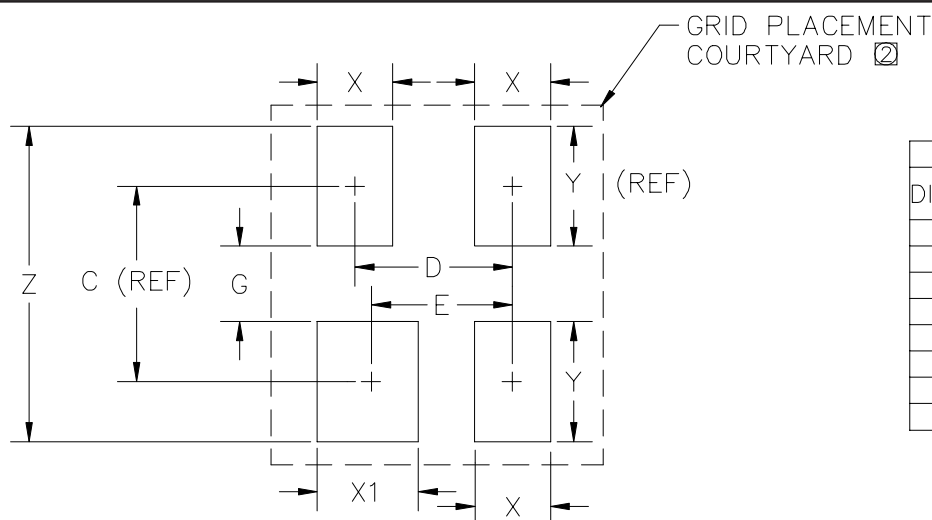 GRID PLACEMENT
COURTYARD 2
X
X
Y
(REF)
DI
D
Z
C (REF)
G
E
Y
X1
X